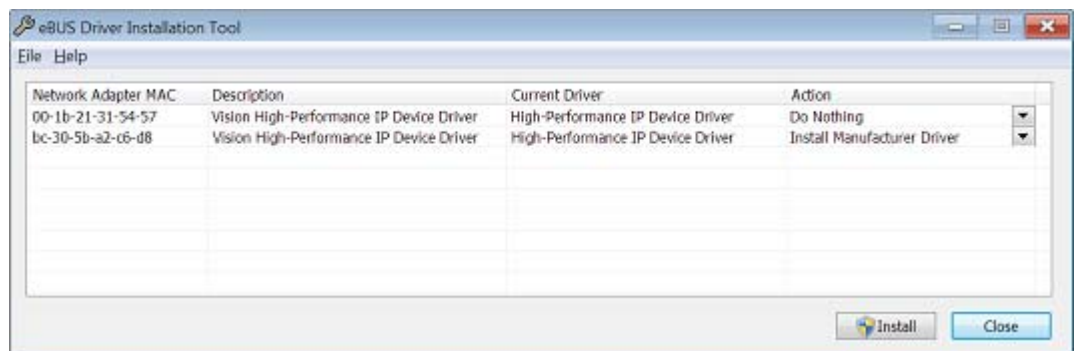 eBUS Driver Installation Tool
File Help
Network Adapter MAC Description Current Driver Action
00-1b-21-31-54-57 Vision High-Performance IP Device Driver High-Performance IP Device Driver Do Nothing
bc-30-5b-a2-c6-d8 Vision High-Performance IP Device Driver High-Performance IP Device Driver Install Manufacturer Driver
Install Close